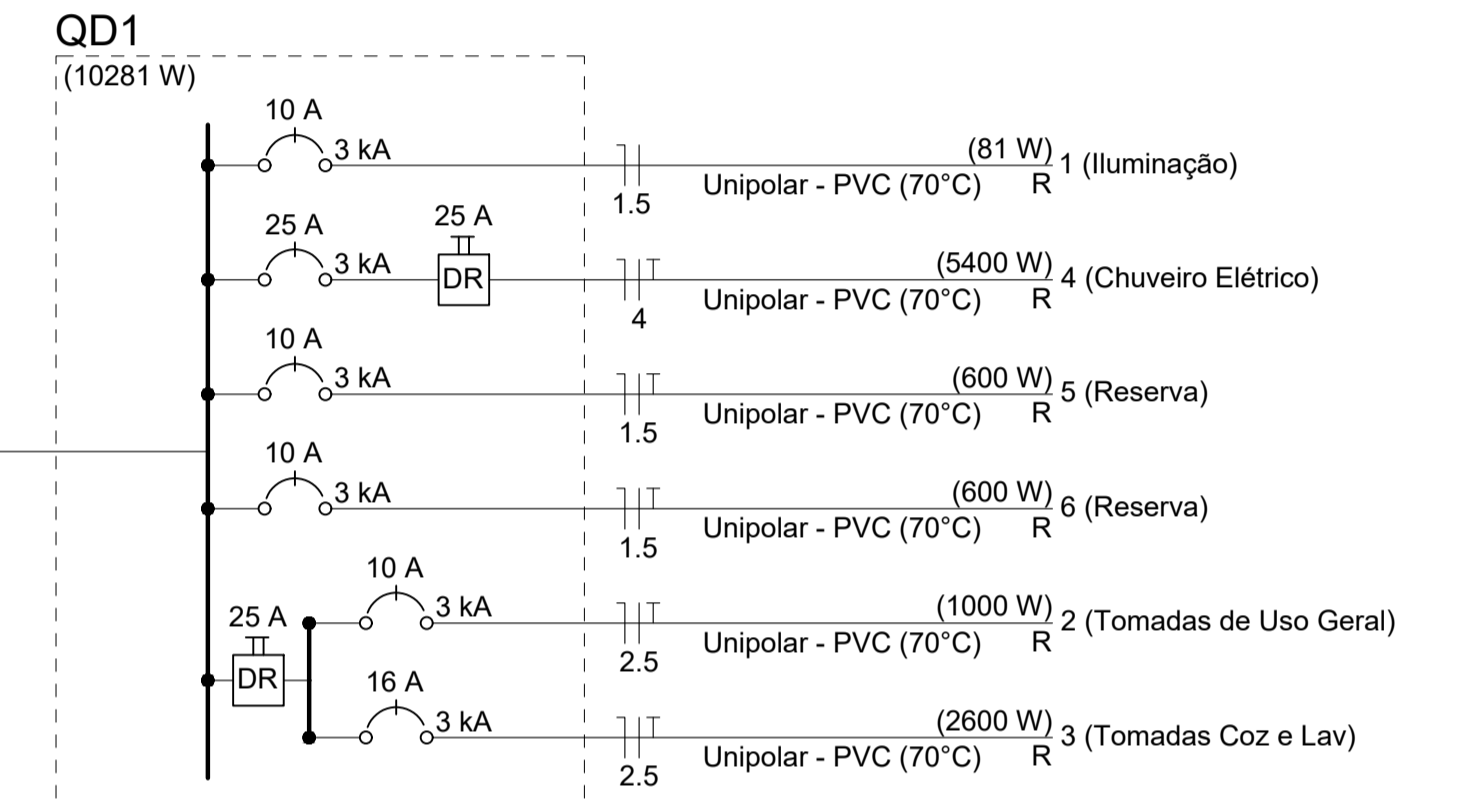 QD1
(10281 W)
10 A
3 kA
1.5
Unipolar - PVC (70°C)
(81 W)
R
1 (Iluminação)
25 A
3 kA
25 A
DR
4
Unipolar - PVC (70°C)
(5400 W)
R
4 (Chuveiro Elétrico)
10 A
3 kA
1.5
Unipolar - PVC (70°C)
(600 W)
R
5 (Reserva)
10 A
3 kA
1.5
Unipolar - PVC (70°C)
(600 W)
R
6 (Reserva)
25 A
DR
10 A
3 kA
2.5
Unipolar - PVC (70°C)
(1000 W)
R
2 (Tomadas de Uso Geral)
16 A
3 kA
2.5
Unipolar - PVC (70°C)
(2600 W)
R
3 (Tomadas Coz e Lav)